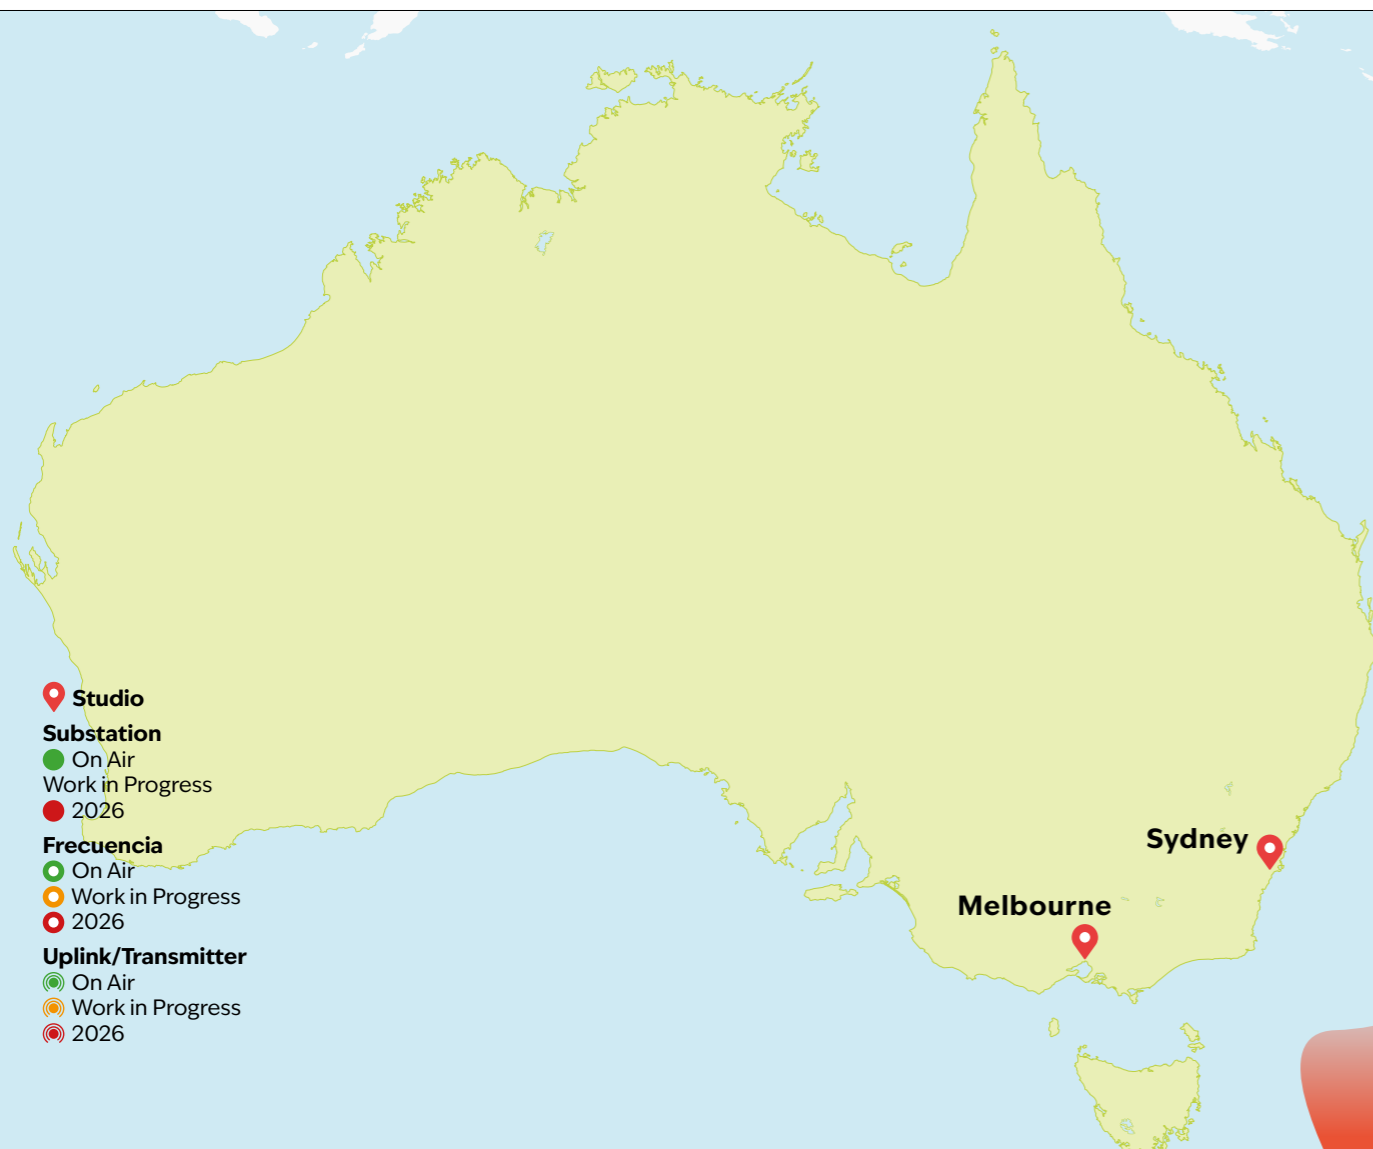 Studio
Substation
On Air
Work in Progress
2026
Frecuencia
On Air
Work in Progress
2026
Uplink/Transmitter
On Air
Work in Progress
2026
Sydney
Melbourne